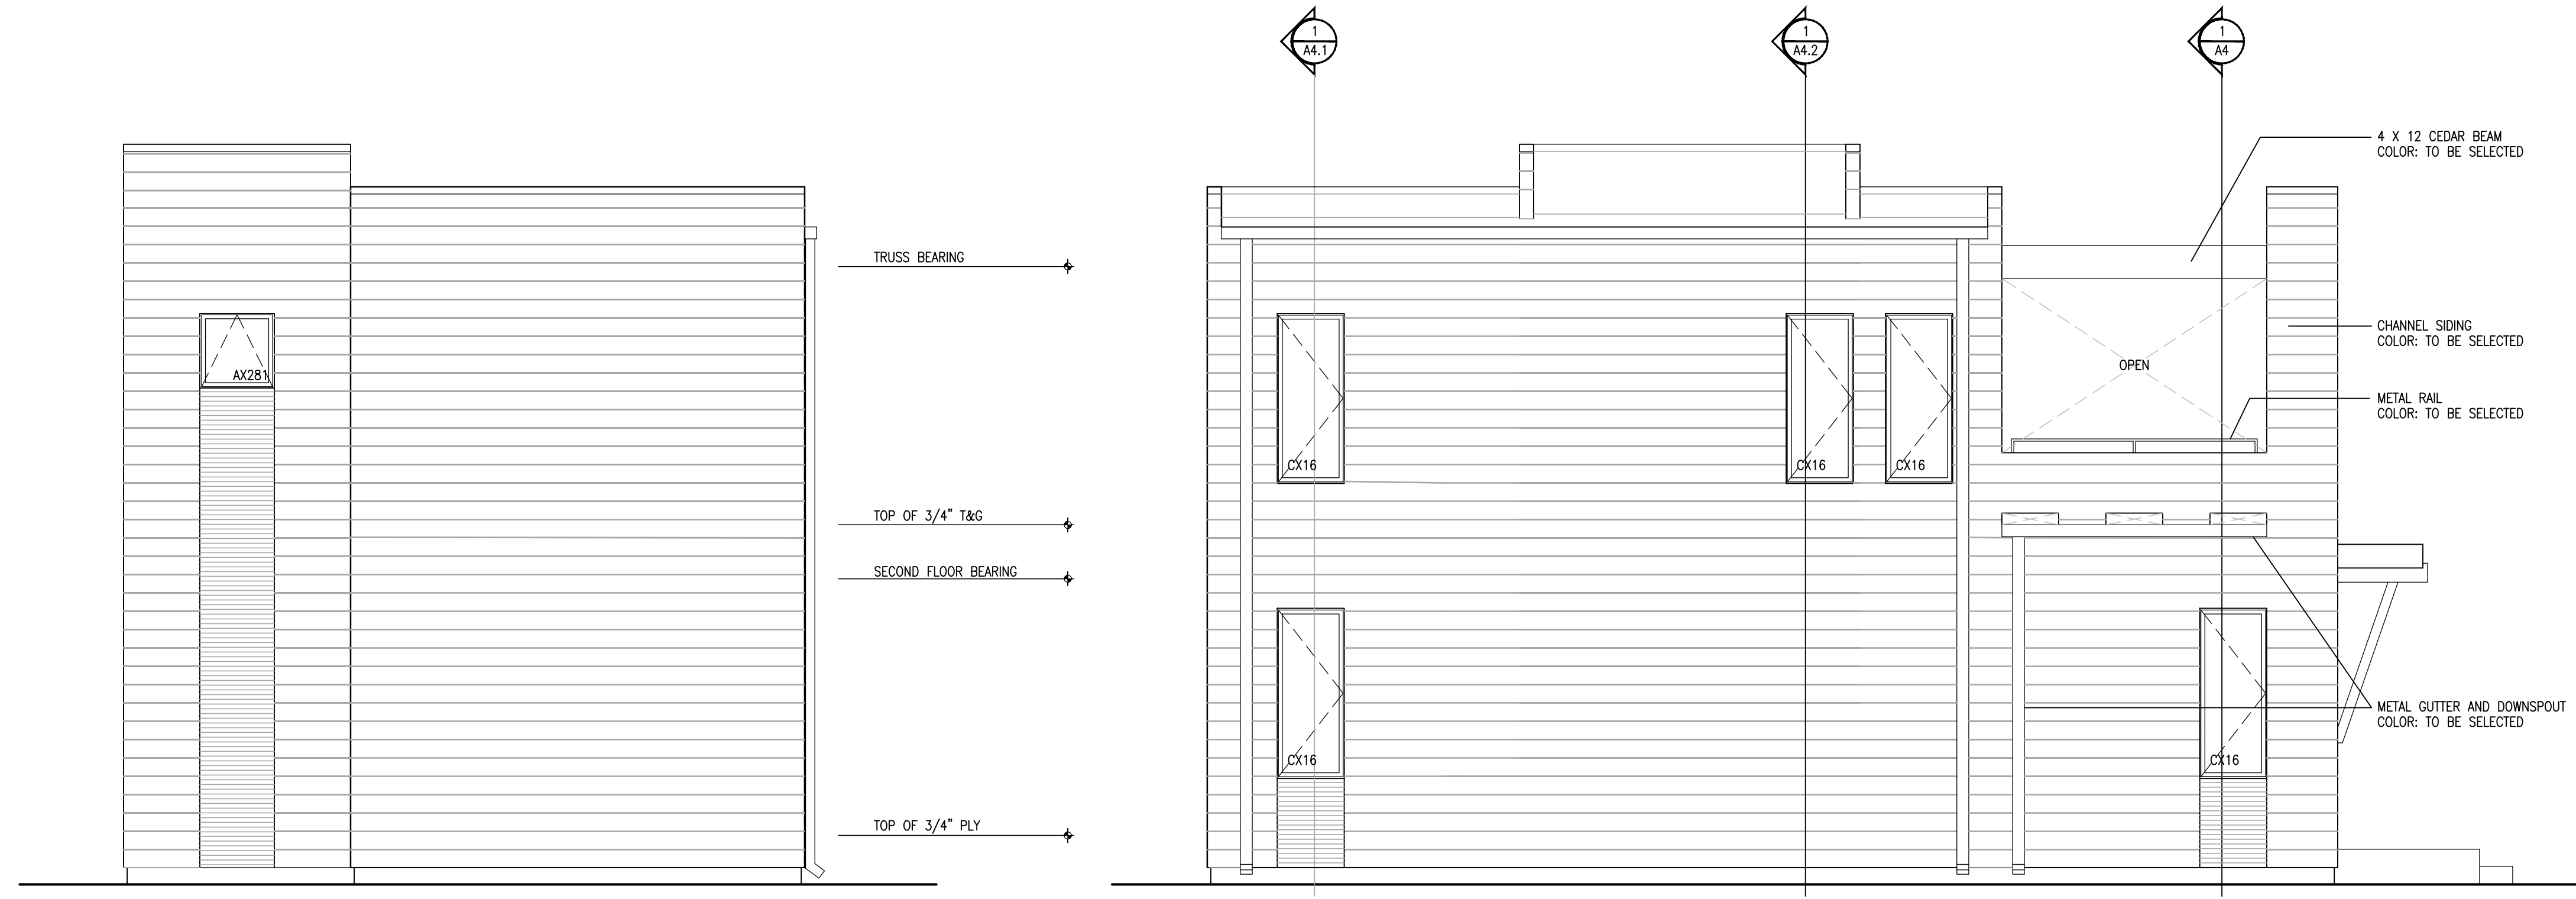 1
A4.1
1
A4.2
1
A4
4 X 12 CEDAR BEAM
COLOR: TO BE SELECTED
TRUSS BEARING
CHANNEL SIDING
COLOR: TO BE SELECTED
OPEN
AX281
METAL RAIL
COLOR: TO BE SELECTED
CX16
CX16
CX16
TOP OF 3/4" T&G
SECOND FLOOR BEARING
METAL GUTTER AND DOWNSPOUT
COLOR: TO BE SELECTED
CX16
CX16
TOP OF 3/4" PLY